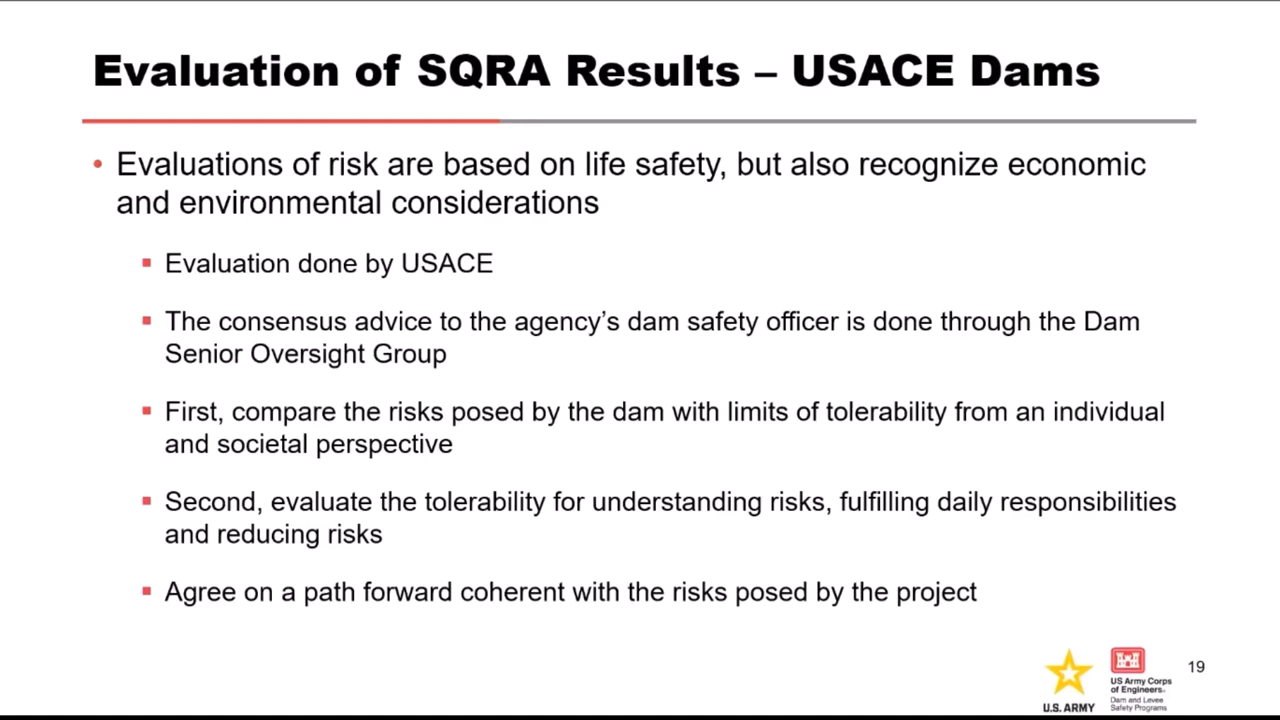 Evaluation of SQRA Results – USACE Dams
• Evaluations of risk are based on life safety, but also recognize economic
and environmental considerations
▪ Evaluation done by USACE
▪ The consensus advice to the agency’s dam safety officer is done through the Dam
Senior Oversight Group
▪ First, compare the risks posed by the dam with limits of tolerability from an individual
and societal perspective
▪ Second, evaluate the tolerability for understanding risks, fulfilling daily responsibilities
and reducing risks
▪ Agree on a path forward coherent with the risks posed by the project
U.S. ARMY
US Army Corps
of Engineers®
Dam and Levee
Safety Programs
19